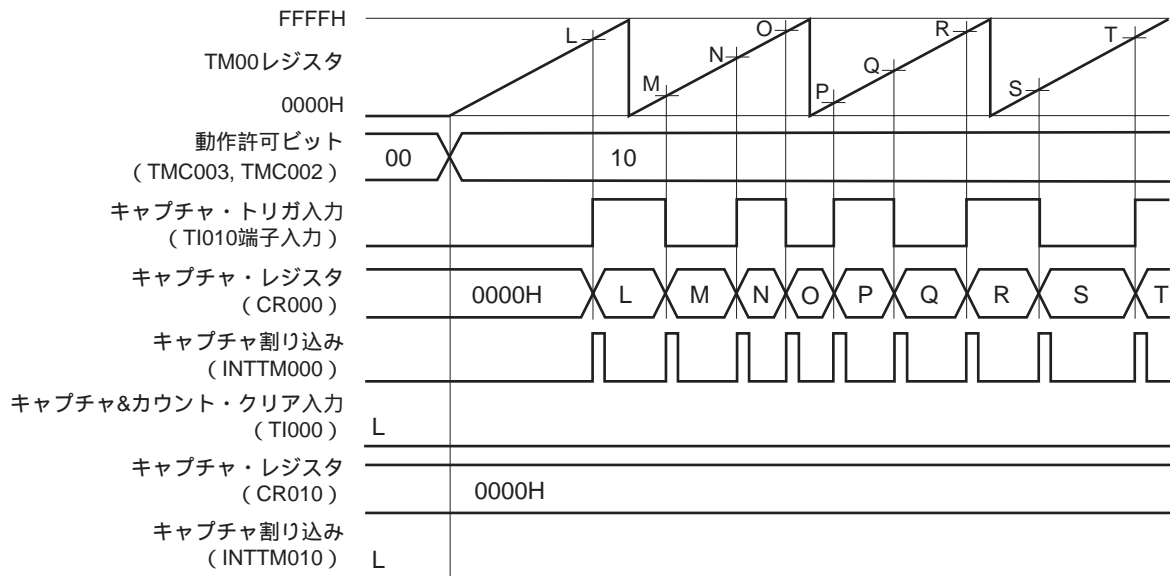 FFFFH
TM00レジスタ
0000H
L M N O P Q R S T
動作許可ビット
（TMC003, TMC002）
00 10
キャプチャ・トリガ入力
（TI010端子入力）
キャプチャ・レジスタ
（CR000）
0000H L M N O P Q R S T
キャプチャ割り込み
（INTTM000）
キャプチャ&カウント・クリア入力
（TI000） L
キャプチャ・レジスタ
（CR010） 0000H
キャプチャ割り込み
（INTTM010） L